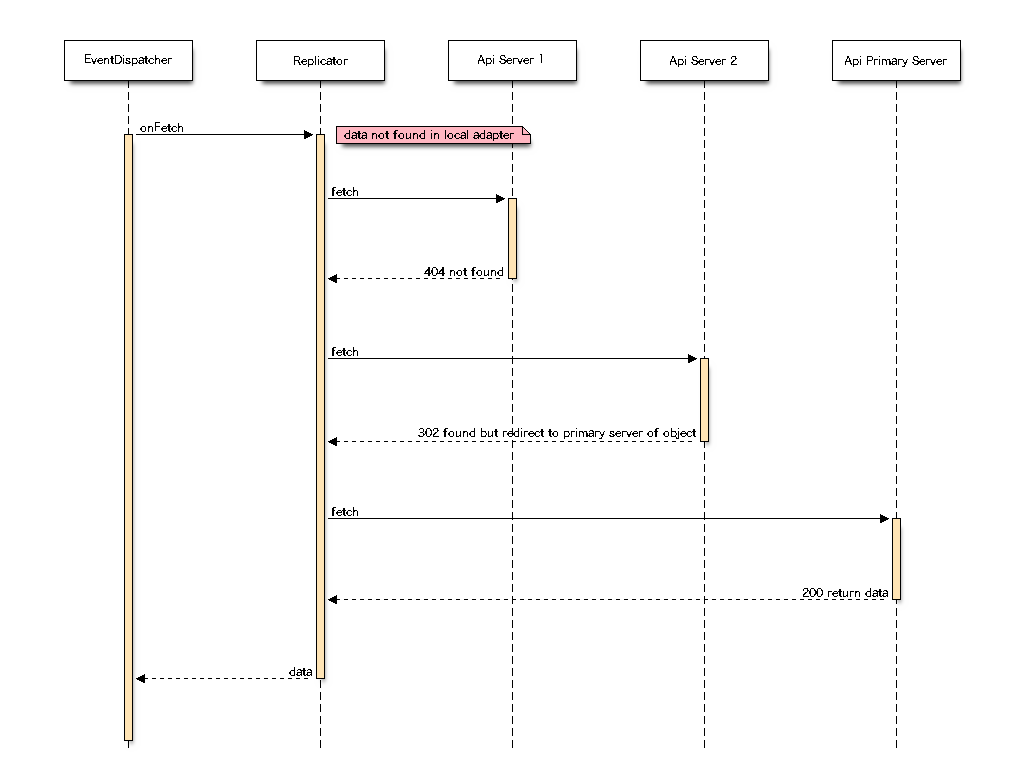 EventDispatcher
Replicator
Api Server 1
Api Server 2
Api Primary Server
onFetch
data not found in local adapter
fetch
404 not found
fetch
302 found but redirect to primary server of object
fetch
200 return data
data